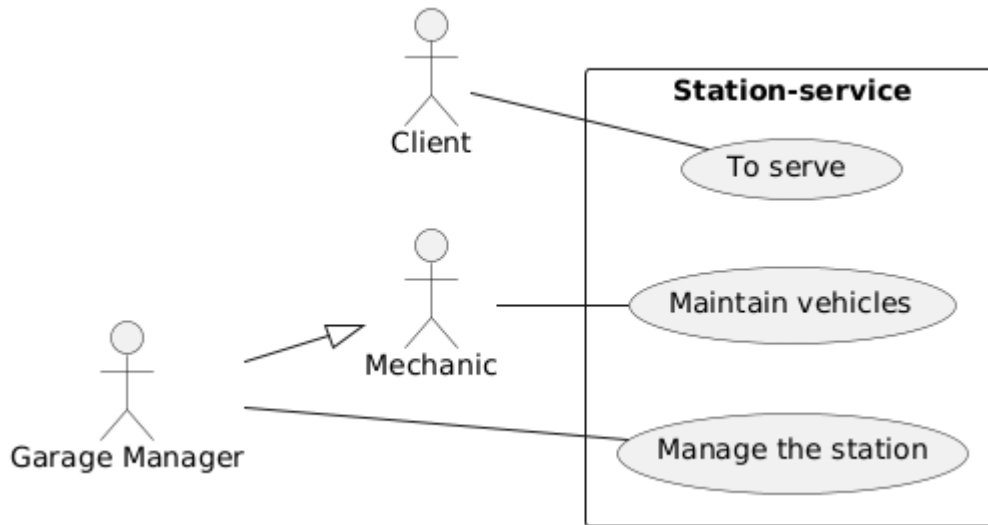 Client
Station-service
To serve
Mechanic
Maintain vehicles
Garage Manager
Manage the station